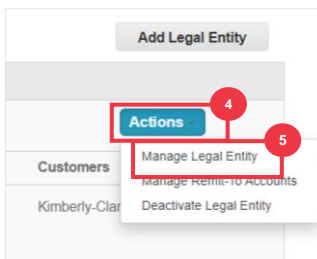 Add Legal Entity
4
Actions
5
Manage Legal Entity
Customers
Manage Remit-To Accounts
Kimberly-Clar
Deactivate Legal Entity